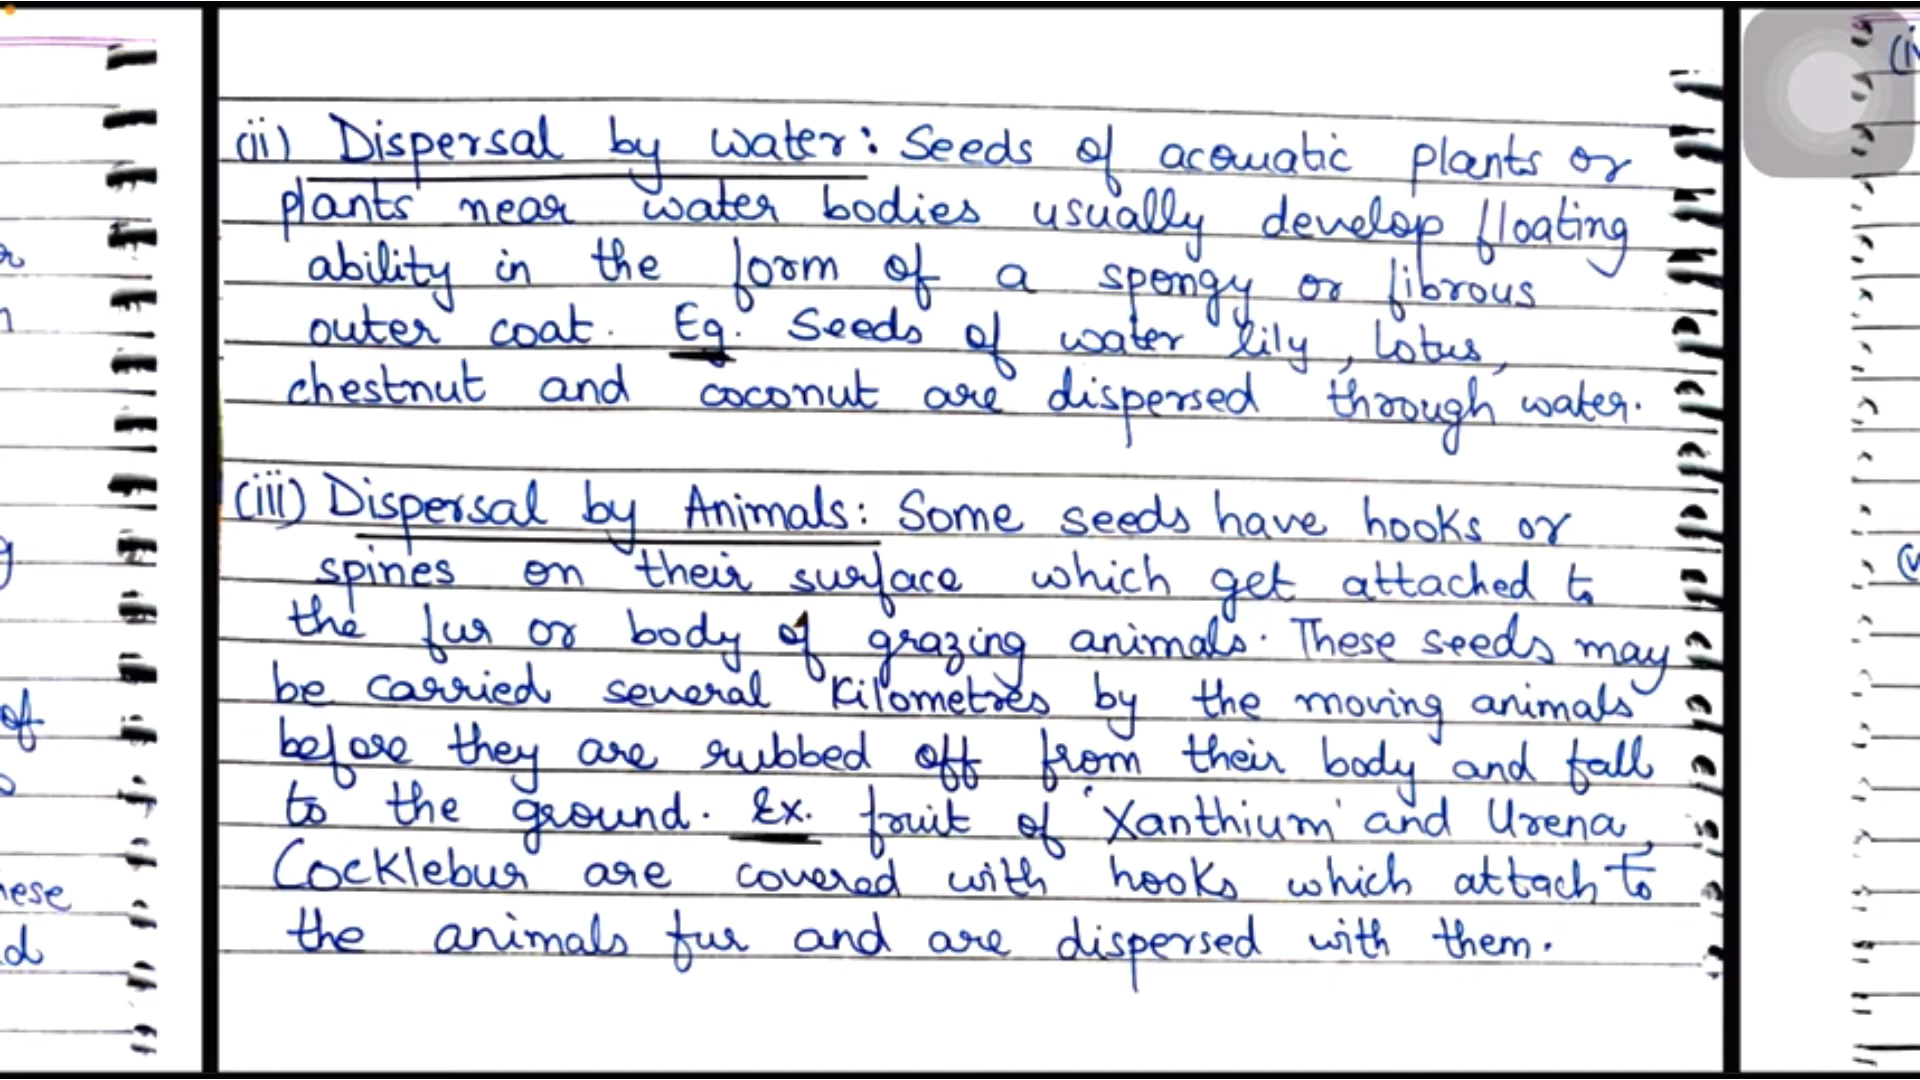 (ii) Dispersal by water: Seeds of acouatic plants or
plants near water bodies usually develop floating
ability in the form of a spongy or fibrous
outer coat. Eg. Seeds of water lily, Lotus,
chestnut and coconut are dispersed through water.
(iii) Dispersal by Animals: Some seeds have hooks or
spines on their surface which get attached to
the fur or body of grazing animals. These seeds may
be carried several Kilometres by the moving animals
before they are rubbed off from their body and fall
to the ground. Ex. fruit of 'Xanthium' and Urena,
Cocklebur are covered with hooks which attach to
the animals fur and are dispersed with them.
of
d